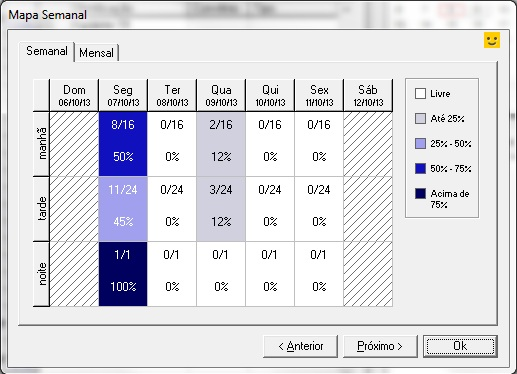 Mapa Semanal
Semanal Mensal
Dom Seg Ter Qua Qui Sex Sáb
06/10/13 07/10/13 08/10/13 09/10/13 10/10/13 11/10/13 12/10/13
manhã
8/16 0/16 2/16 0/16 0/16
50% 0% 12% 0% 0%
tarde
11/24 0/24 3/24 0/24 0/24
45% 0% 12% 0% 0%
noite
1/1 0/1 0/1 0/1 0/1
100% 0% 0% 0% 0%
Livre
Até 25%
25% - 50%
50% - 75%
Acima de
75%
< Anterior Próximo > Ok